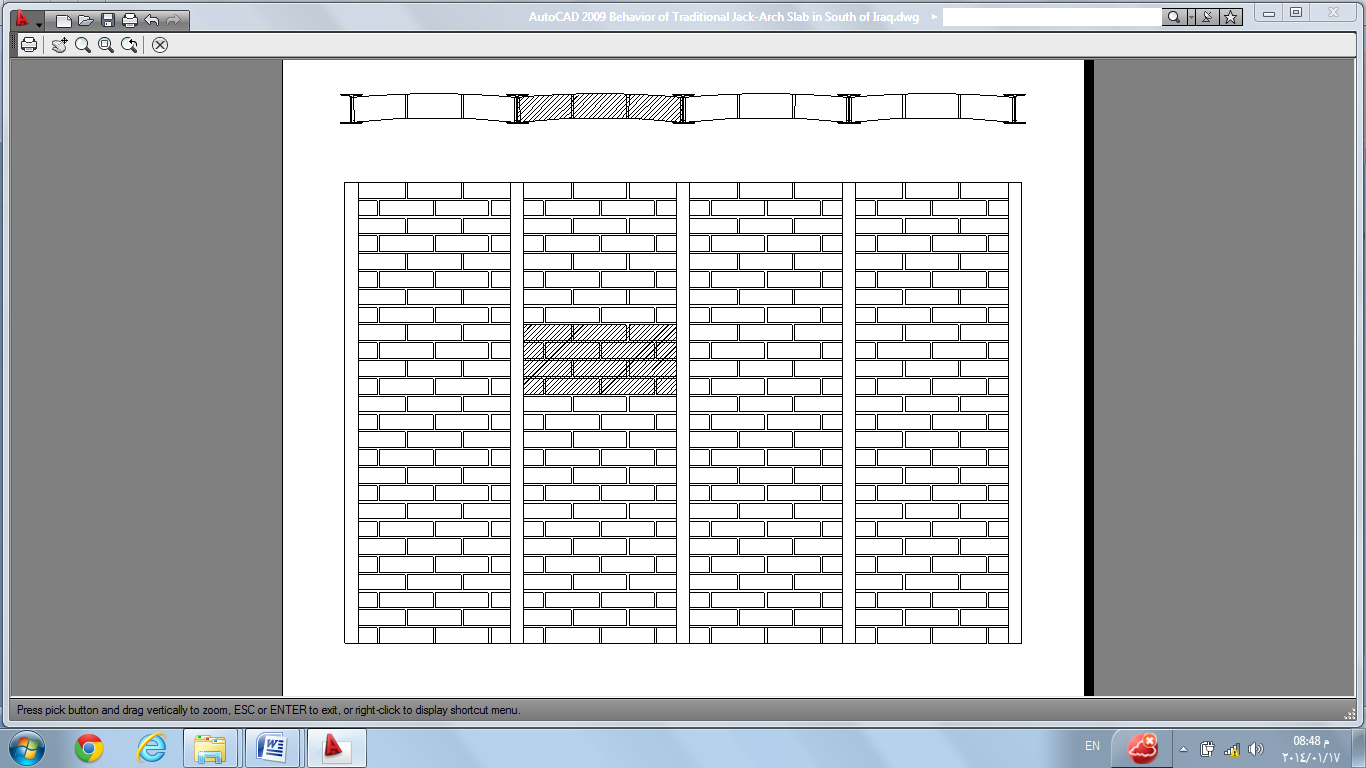 AutoCAD 2009 Behavior of Traditional Jack-Arch Slab in South of Iraq.dwg
Press pick button and drag vertically to zoom, ESC or ENTER to exit, or right-click to display shortcut menu.
EN
08:48 م
٢٠١٤/٠١/١٧